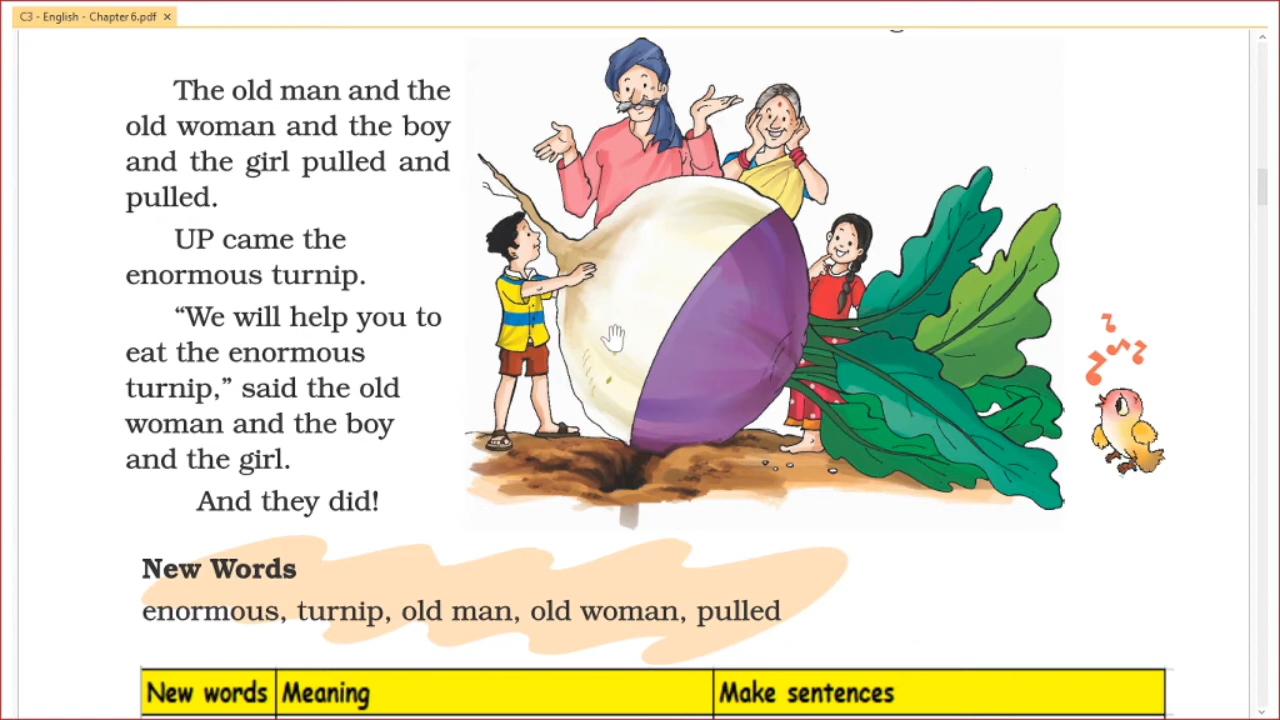 C3 - English - Chapter 6.pdf ×
The old man and the
old woman and the boy
and the girl pulled and
pulled.
UP came the
enormous turnip.
“We will help you to
eat the enormous
turnip,” said the old
woman and the boy
and the girl.
And they did!
New Words
enormous, turnip, old man, old woman, pulled
New words Meaning Make sentences